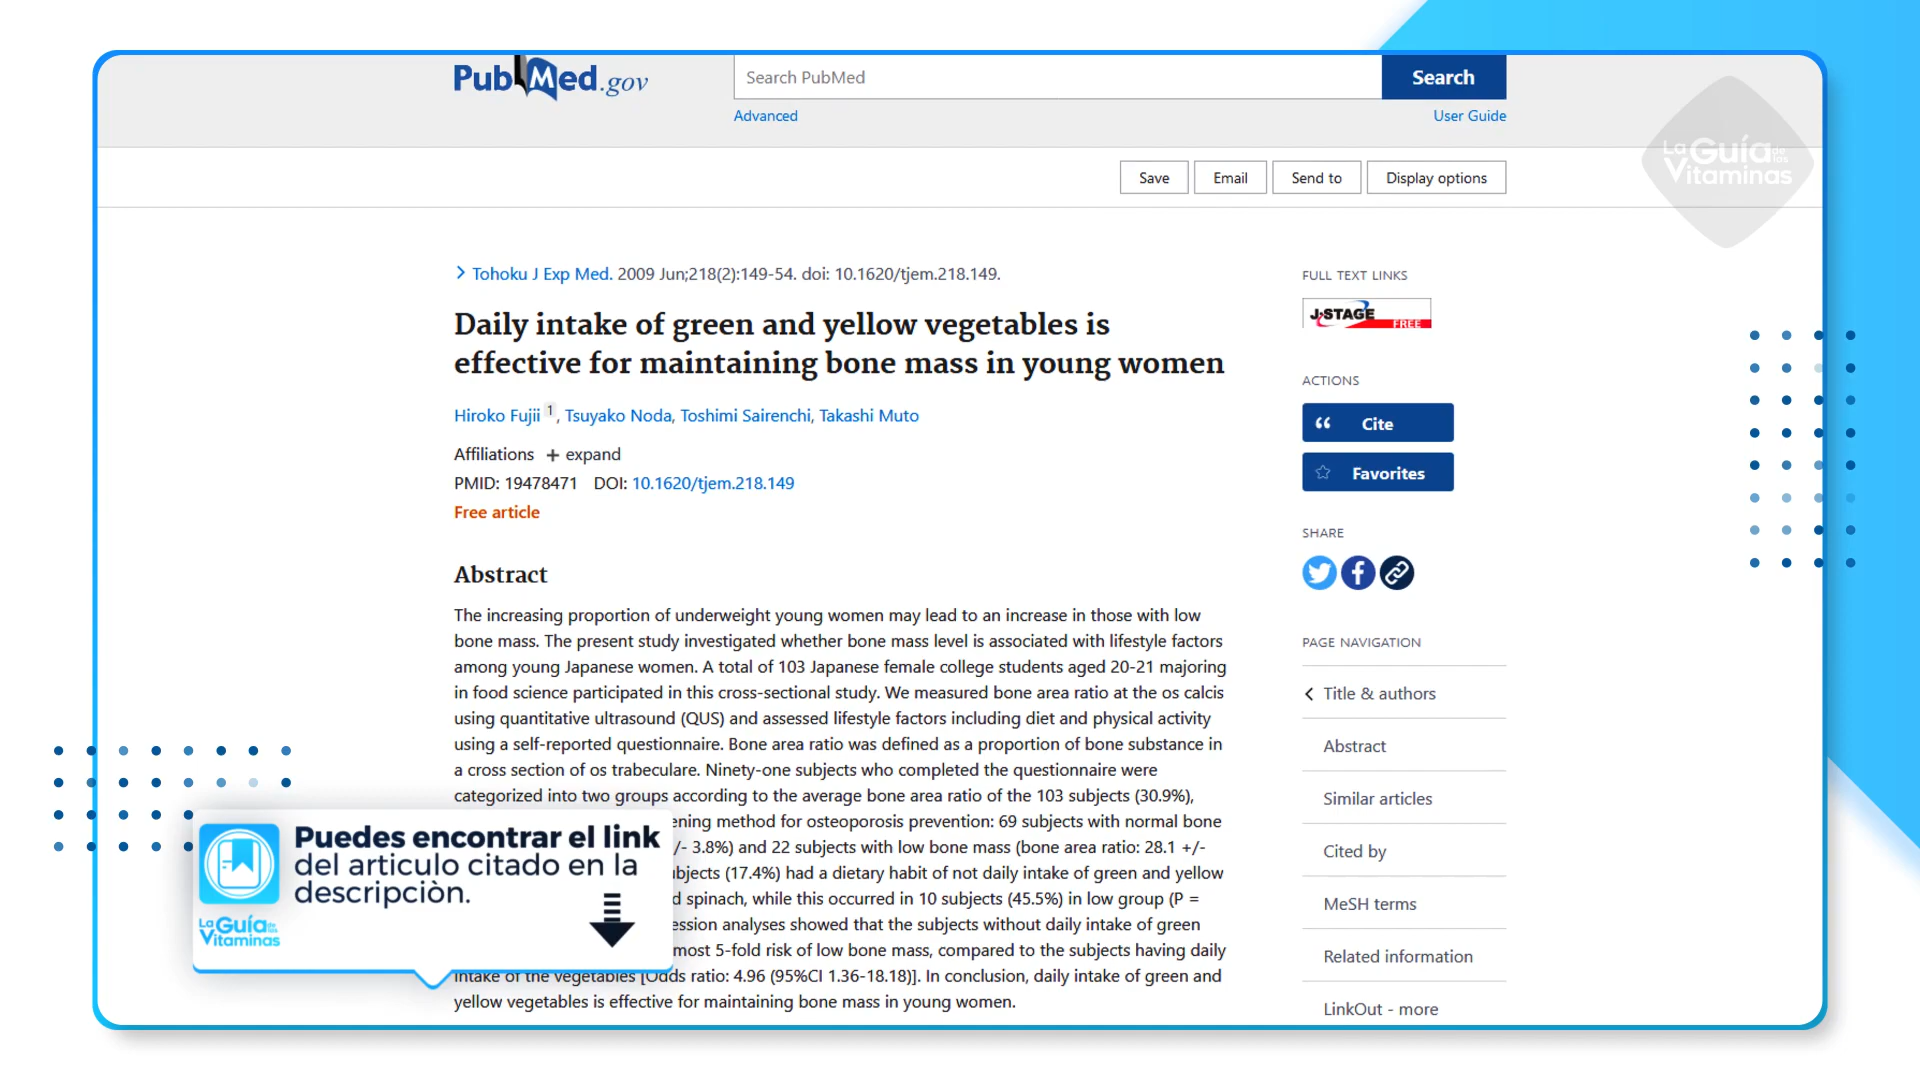 PubMed.gov
Search PubMed
Search
Advanced
User Guide
La Guía de las Vitaminas
Save
Email
Send to
Display options
Tohoku J Exp Med. 2009 Jun;218(2):149-54. doi: 10.1620/tjem.218.149.
Daily intake of green and yellow vegetables is
effective for maintaining bone mass in young women
Hiroko Fujii 1, Tsuyako Noda, Toshimi Sairenchi, Takashi Muto
Affiliations + expand
PMID: 19478471 DOI: 10.1620/tjem.218.149
Free article
Abstract
The increasing proportion of underweight young women may lead to an increase in those with low
bone mass. The present study investigated whether bone mass level is associated with lifestyle factors
among young Japanese women. A total of 103 Japanese female college students aged 20-21 majoring
in food science participated in this cross-sectional study. We measured bone area ratio at the os calcis
using quantitative ultrasound (QUS) and assessed lifestyle factors including diet and physical activity
using a self-reported questionnaire. Bone area ratio was defined as a proportion of bone substance in
a cross section of os trabeculare. Ninety-one subjects who completed the questionnaire were
categorized into two groups according to the average bone area ratio of the 103 subjects (30.9%),
ening method for osteoporosis prevention: 69 subjects with normal bone
/- 3.8%) and 22 subjects with low bone mass (bone area ratio: 28.1 +/-
bjects (17.4%) had a dietary habit of not daily intake of green and yellow
d spinach, while this occurred in 10 subjects (45.5%) in low group (P =
ession analyses showed that the subjects without daily intake of green
most 5-fold risk of low bone mass, compared to the subjects having daily
intake of the vegetables [Odds ratio: 4.96 (95%CI 1.36-18.18)]. In conclusion, daily intake of green and
yellow vegetables is effective for maintaining bone mass in young women.
FULL TEXT LINKS
J-STAGE
FREE
ACTIONS
Cite
Favorites
SHARE
PAGE NAVIGATION
Title & authors
Abstract
Similar articles
Cited by
MeSH terms
Related information
LinkOut - more
Puedes encontrar el link
del articulo citado en la
descripciòn.
La Guía de las
Vitaminas